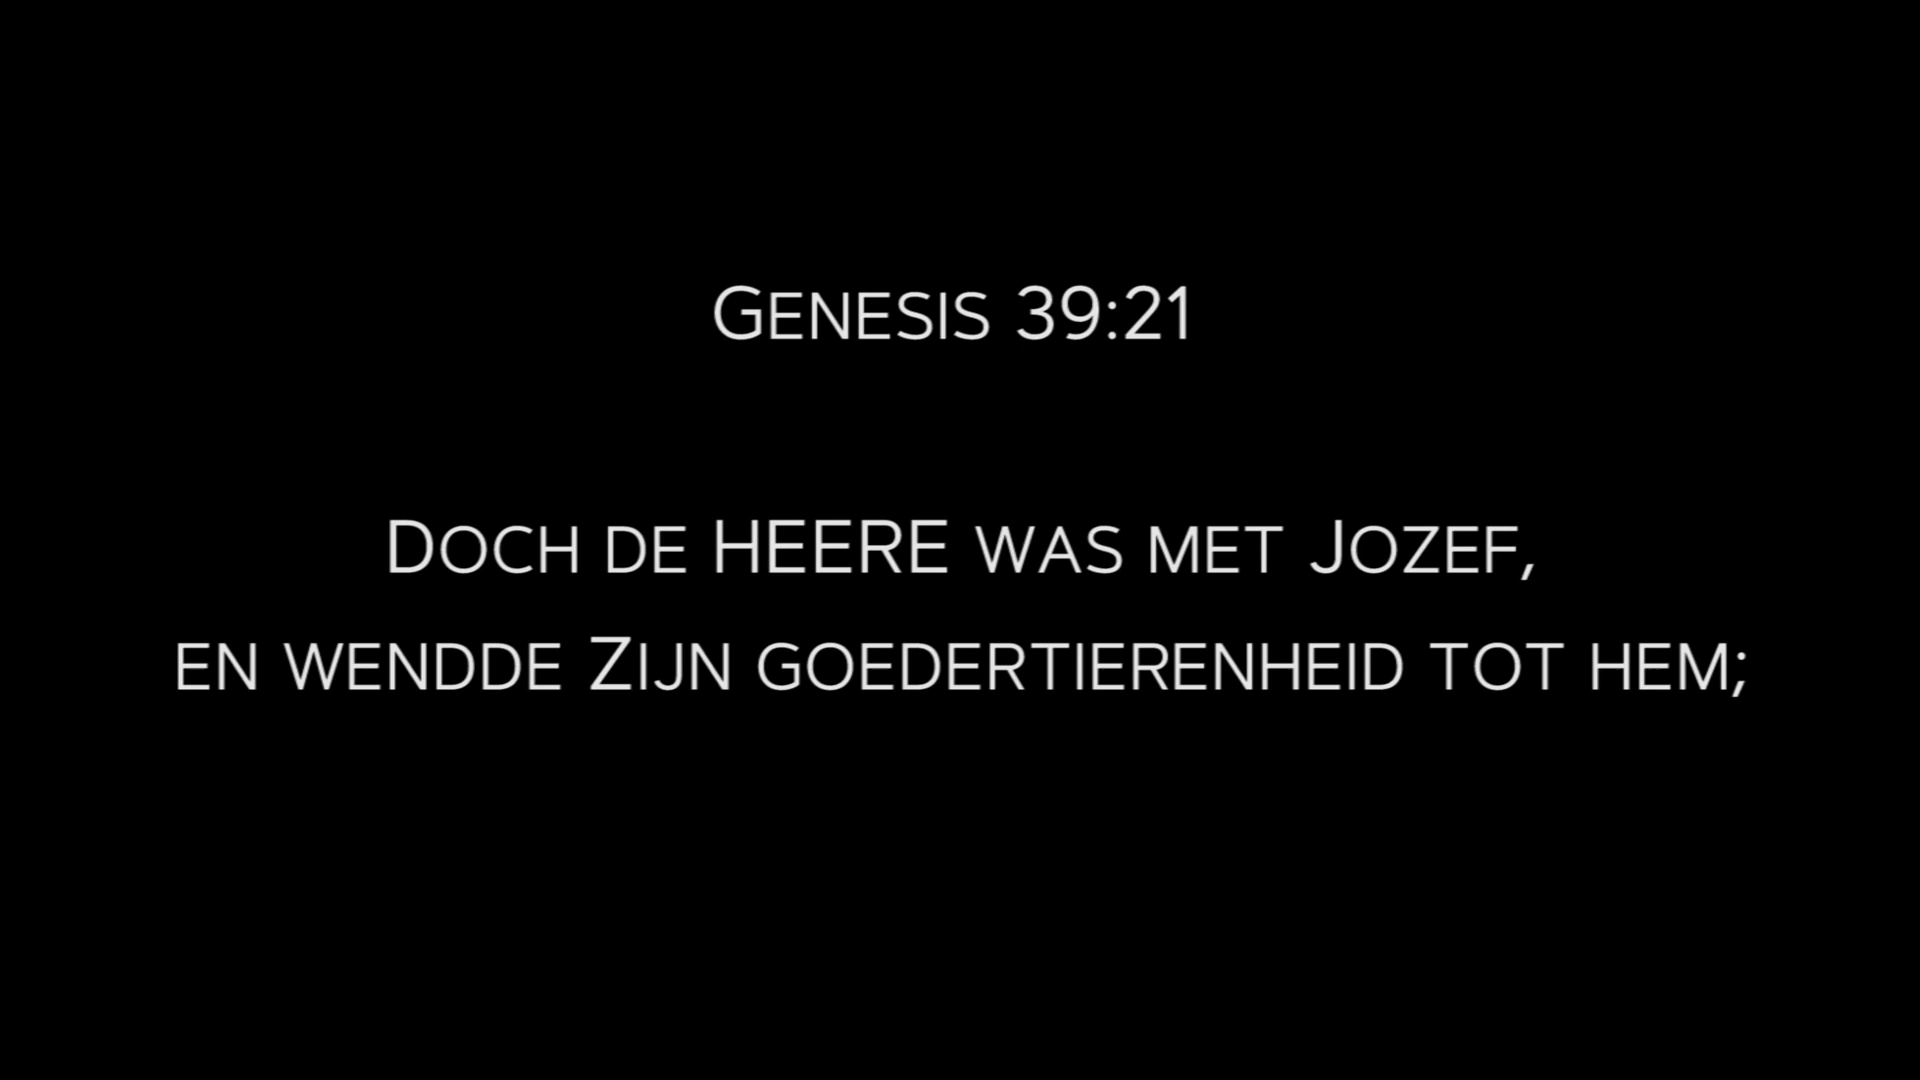 Genesis 39:21
Doch de HEERE was met Jozef,
en wendde Zijn goedertierenheid tot hem;